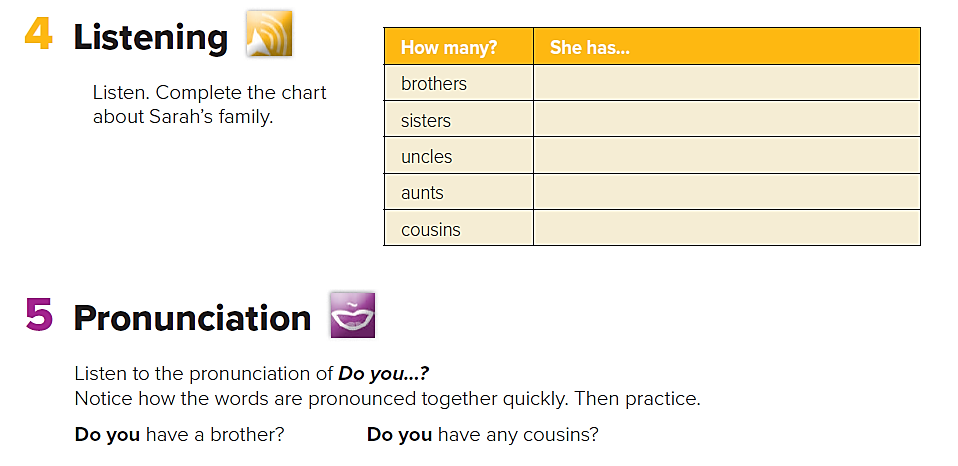 4 Listening
Listen. Complete the chart
about Sarah's family.
How many? She has...
brothers
sisters
uncles
aunts
cousins
5 Pronunciation
Listen to the pronunciation of Do you...?
Notice how the words are pronounced together quickly. Then practice.
Do you have a brother? Do you have any cousins?